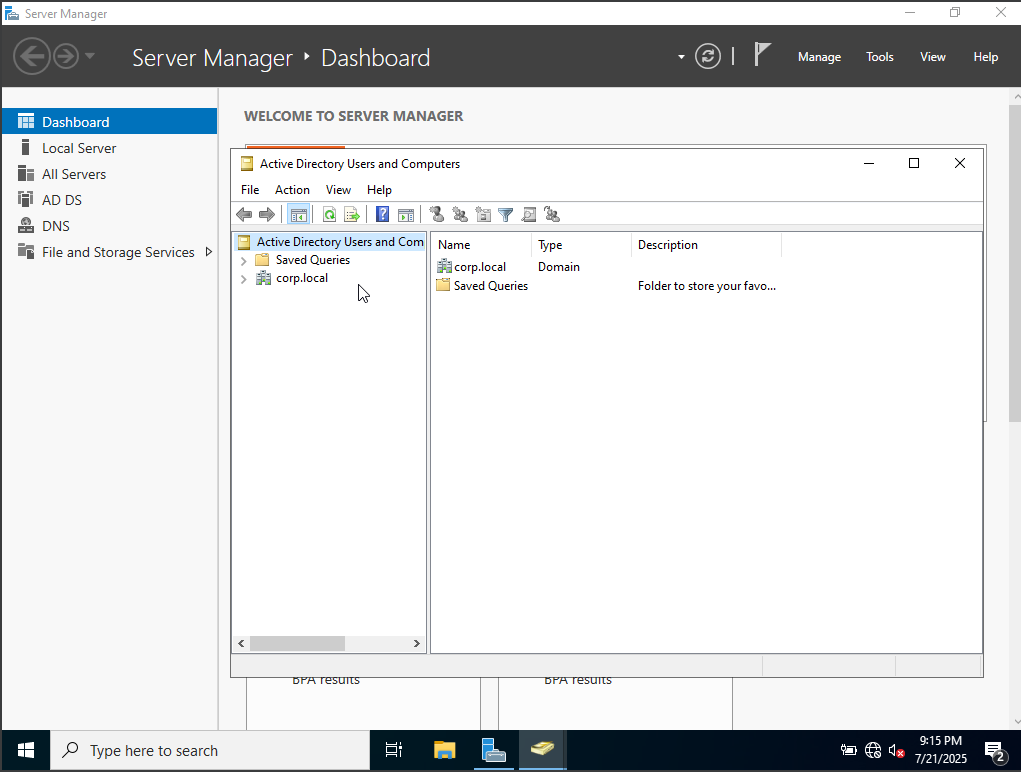 Server Manager
Server Manager ‣ Dashboard
Manage Tools View Help
Dashboard
Local Server
All Servers
AD DS
DNS
File and Storage Services
WELCOME TO SERVER MANAGER
Active Directory Users and Computers
File Action View Help
Active Directory Users and Com
Saved Queries
corp.local
Name Type Description
corp.local Domain
Saved Queries Folder to store your favo...
BPA results BPA results
Type here to search
9:15 PM
7/21/2025
2